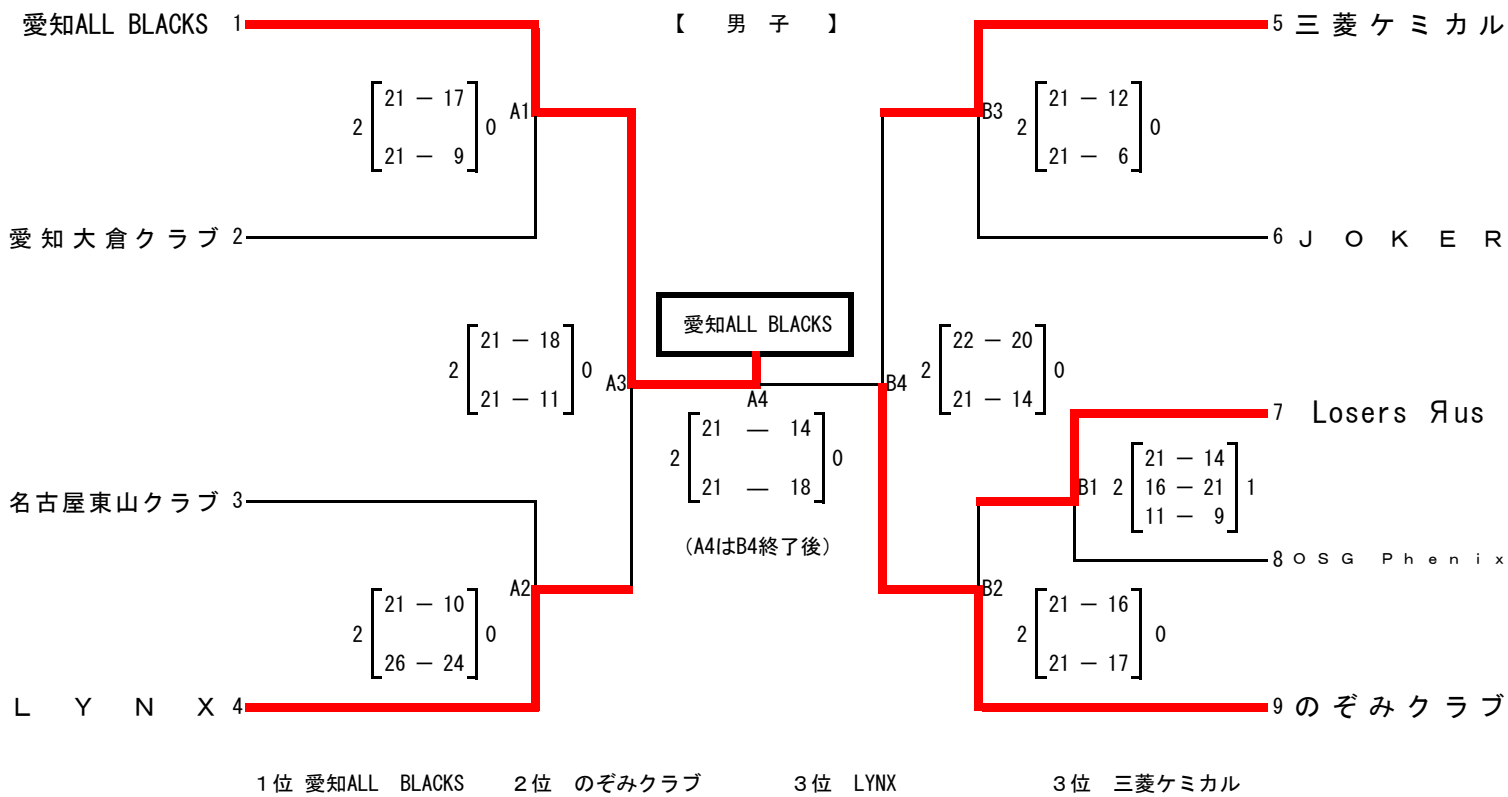 愛知ALL BLACKS 1
【 男 子 】
5 三菱ケミカル
A1
2 21 － 17 0
21 － 9
B3
2 21 － 12 0
21 － 6
愛知大倉クラブ 2
6 ＪＯＫＥＲ
愛知ALL BLACKS
A3
2 21 － 18 0
21 － 11
B4
2 22 － 20 0
21 － 14
A4
2 21 ― 14 0
21 ― 18
(A4はB4終了後)
7 Losers Яus
B1
2 21 － 14 1
16 － 21
11 － 9
名古屋東山クラブ 3
8 ＯＳＧ Ｐｈｅｎｉｘ
A2
2 21 － 10 0
26 － 24
B2
2 21 － 16 0
21 － 17
ＬＹＮＸ 4
9 のぞみクラブ
１位 愛知ALL BLACKS ２位 のぞみクラブ ３位 LYNX ３位 三菱ケミカル